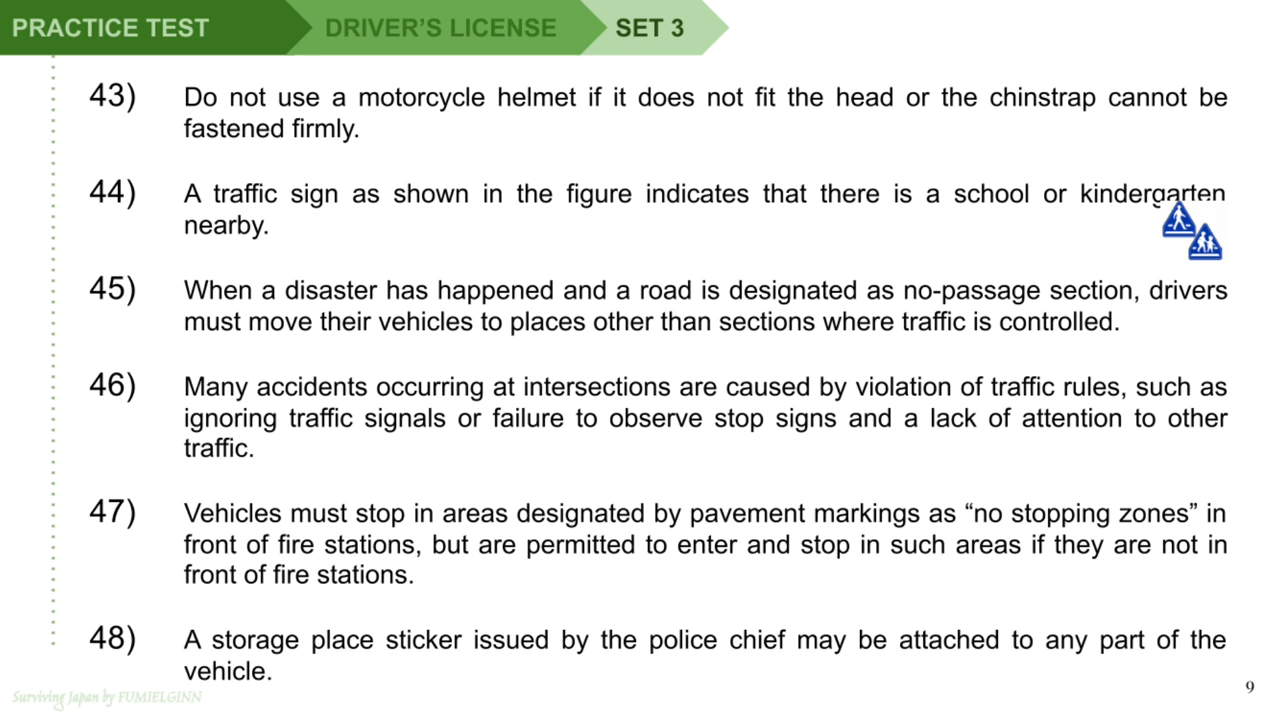 PRACTICE TEST DRIVER’S LICENSE SET 3
43) Do not use a motorcycle helmet if it does not fit the head or the chinstrap cannot be
fastened firmly.
44) A traffic sign as shown in the figure indicates that there is a school or kindergarten
nearby.
45) When a disaster has happened and a road is designated as no-passage section, drivers
must move their vehicles to places other than sections where traffic is controlled.
46) Many accidents occurring at intersections are caused by violation of traffic rules, such as
ignoring traffic signals or failure to observe stop signs and a lack of attention to other
traffic.
47) Vehicles must stop in areas designated by pavement markings as “no stopping zones” in
front of fire stations, but are permitted to enter and stop in such areas if they are not in
front of fire stations.
48) A storage place sticker issued by the police chief may be attached to any part of the
vehicle.
Surviving Japan by FUMIELGINN
9